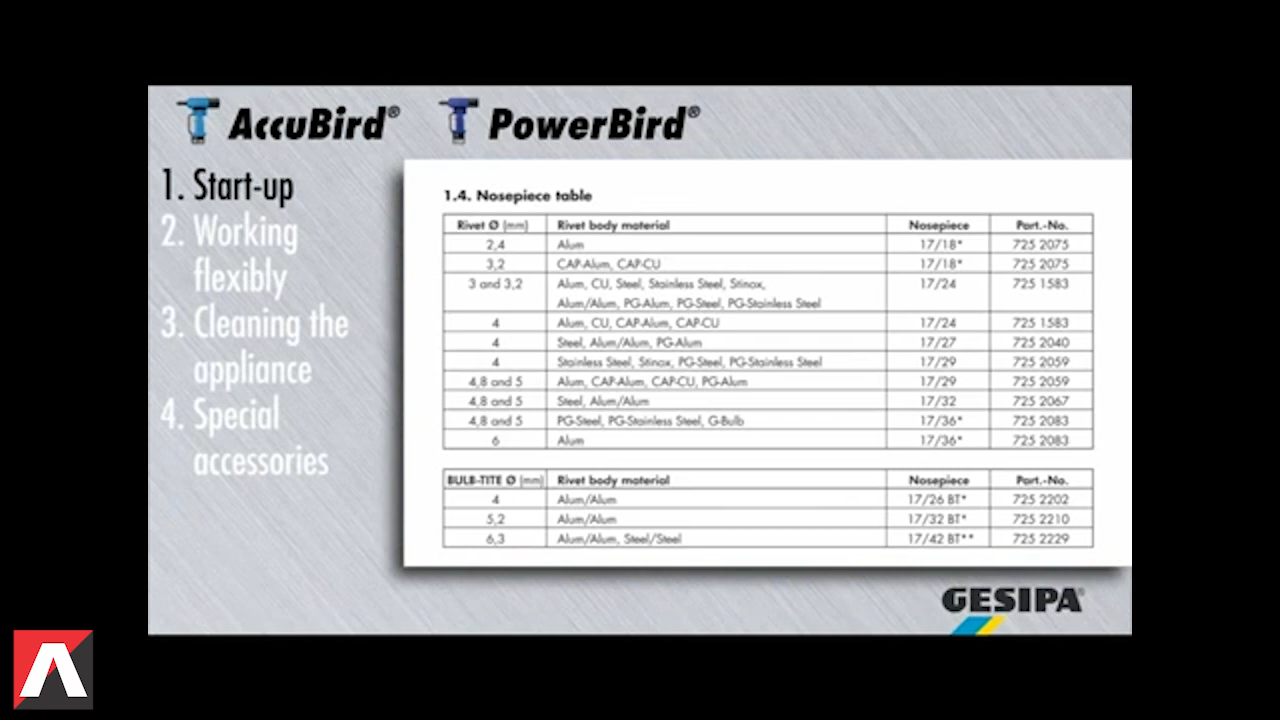 AccuBird® PowerBird®
1. Start-up
2. Working
flexibly
3. Cleaning the
appliance
4. Special
accessories
1.4. Nosepiece table
Rivet Ø (mm) Rivet body material Nosepiece Part.-No.
2,4 Alum 17/18* 725 2075
3,2 CAP-Alum, CAP-CU 17/18* 725 2075
3 and 3,2 Alum, CU, Steel, Stainless Steel, Stinox, 17/24 725 1583
Alum/Alum, PG-Alum, PG-Steel, PG-Stainless Steel
4 Alum, CU, CAP-Alum, CAP-CU 17/24 725 1583
4 Steel, Alum/Alum, PG-Alum 17/27 725 2040
4 Stainless Steel, Stinox, PG-Steel, PG-Stainless Steel 17/29 725 2059
4,8 and 5 Alum, CAP-Alum, CAP-CU, PG-Alum 17/29 725 2059
4,8 and 5 Steel, Alum/Alum 17/32 725 2067
4,8 and 5 PG-Steel, PG-Stainless Steel, G-Bulb 17/36* 725 2083
6 Alum 17/36* 725 2083
BULB-TITE Ø (mm) Rivet body material Nosepiece Part.-No.
4 Alum/Alum 17/26 BT* 725 2202
5,2 Alum/Alum 17/32 BT* 725 2210
6,3 Alum/Alum, Steel/Steel 17/42 BT** 725 2229
GESIPA®